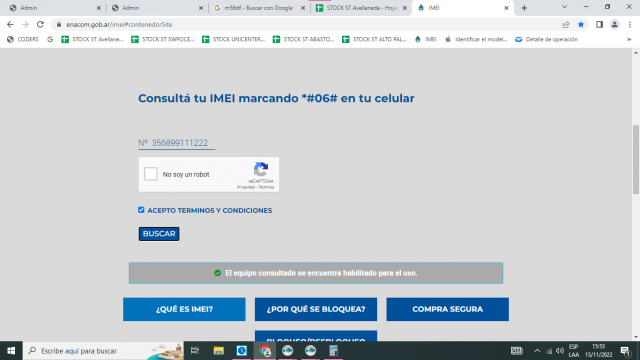 Admin
Admin
m56df - Buscar con Google
STOCK ST Avellaneda - Hoja
IMEI
enacom.gob.ar/imei#contenedorSite
CODERS
STOCK ST Avellane...
STOCK ST SWPOCE...
STOCK UNICENTER...
STOCK ST ABASTO...
STOCK ST ALTO PAL...
IMEI
Identificar el model...
Detalle de operación
Consultá tu IMEI marcando *#06# en tu celular
Nº 356899111222
No soy un robot
reCAPTCHA
Privacidad - Términos
ACEPTO TERMINOS Y CONDICIONES
BUSCAR
El equipo consultado se encuentra habilitado para el uso.
¿QUÉ ES IMEI?
¿POR QUÉ SE BLOQUEA?
COMPRA SEGURA
BLOQUEO/DESBLOQUEO
Escribe aquí para buscar
ESP
LAA
15:53
15/11/2022